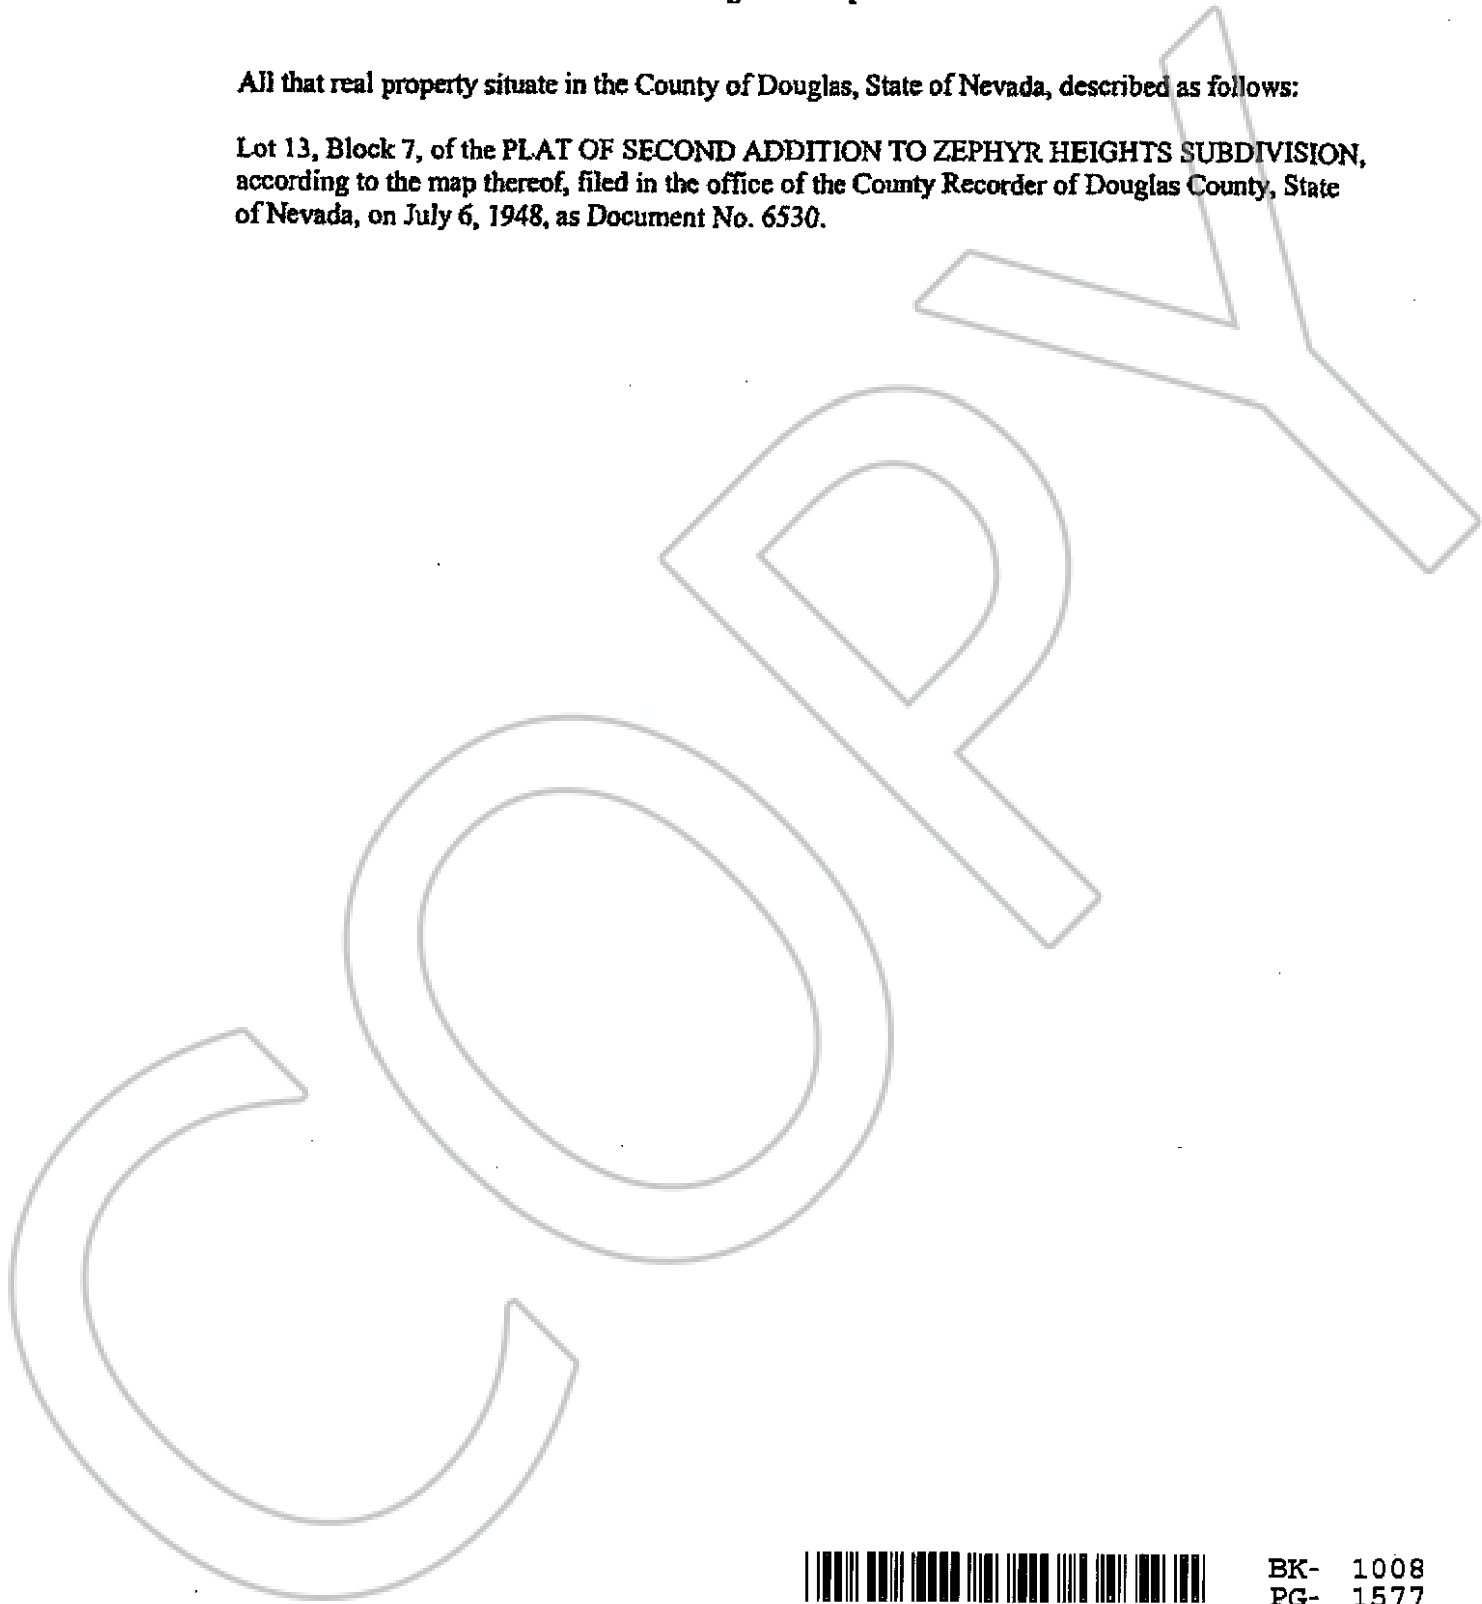 All that real property situate in the County of Douglas, State of Nevada, described as follows:
Lot 13, Block 7, of the PLAT OF SECOND ADDITION TO ZEPHYR HEIGHTS SUBDIVISION,
according to the map thereof, filed in the office of the County Recorder of Douglas County, State
of Nevada, on July 6, 1948, as Document No. 6530.
COPY
BK- 1008
PG- 1577